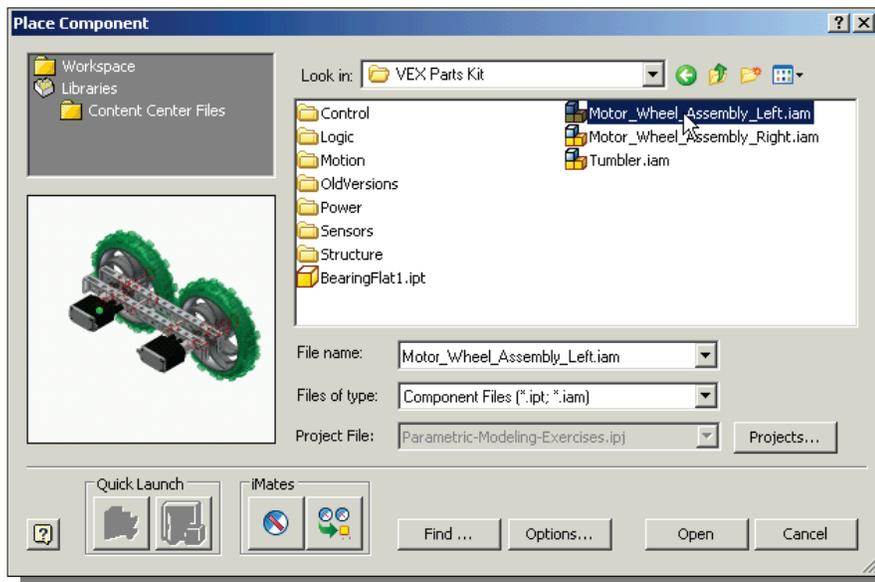 Place Component
Workspace
Libraries
Content Center Files
Look in: VEX Parts Kit
Control
Logic
Motion
OldVersions
Power
Sensors
Structure
BearingFlat1.ipt
Motor_Wheel_Assembly_Left.iam
Motor_Wheel_Assembly_Right.iam
Tumbler.iam
File name: Motor_Wheel_Assembly_Left.iam
Files of type: Component Files (*.ipt; *.iam)
Project File: Parametric-Modeling-Exercises.ipj Projects...
Quick Launch iMates
Find ... Options... Open Cancel